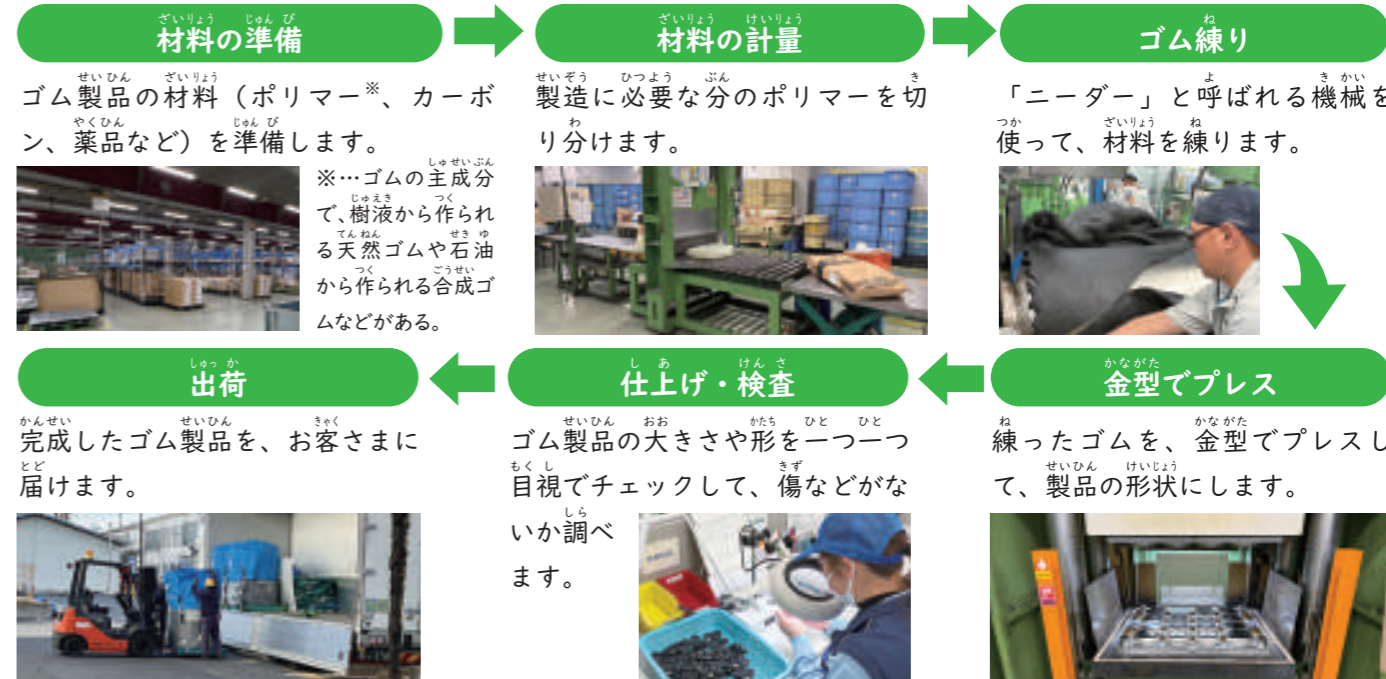 材料の準備
ゴム製品の材料（ポリマー※、カーボ
ン、薬品など）を準備します。
※…ゴムの主成分
で、樹液から作られ
る天然ゴムや石油
から作られる合成ゴ
ムなどがある。
材料の計量
製造に必要な分のポリマーを切
り分けます。
ゴム練り
「ニーダー」と呼ばれる機械を
使って、材料を練ります。
金型でプレス
練ったゴムを、金型でプレスし
て、製品の形状にします。
仕上げ・検査
ゴム製品の大きさや形を一つ一つ
目視でチェックして、傷などがな
いか調べ
ます。
出荷
完成したゴム製品を、お客さまに
届けます。